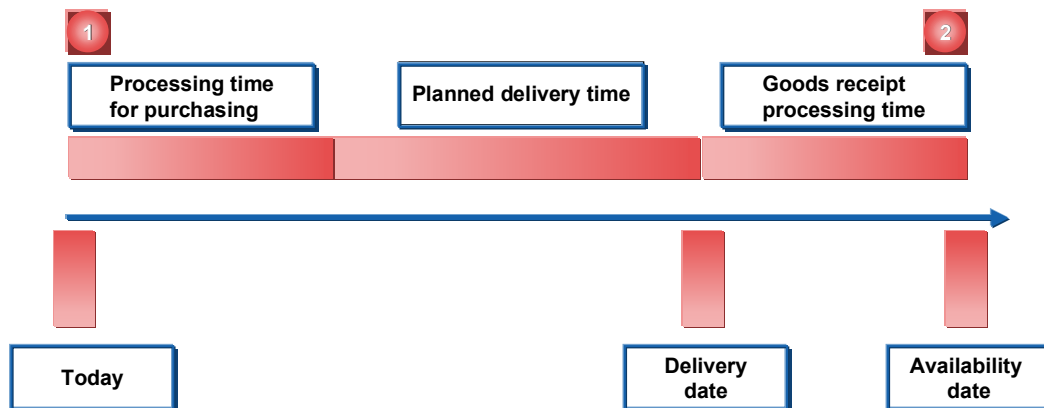 1
2
Processing time
for purchasing
Planned delivery time
Goods receipt
processing time
Today
Delivery
date
Availability
date